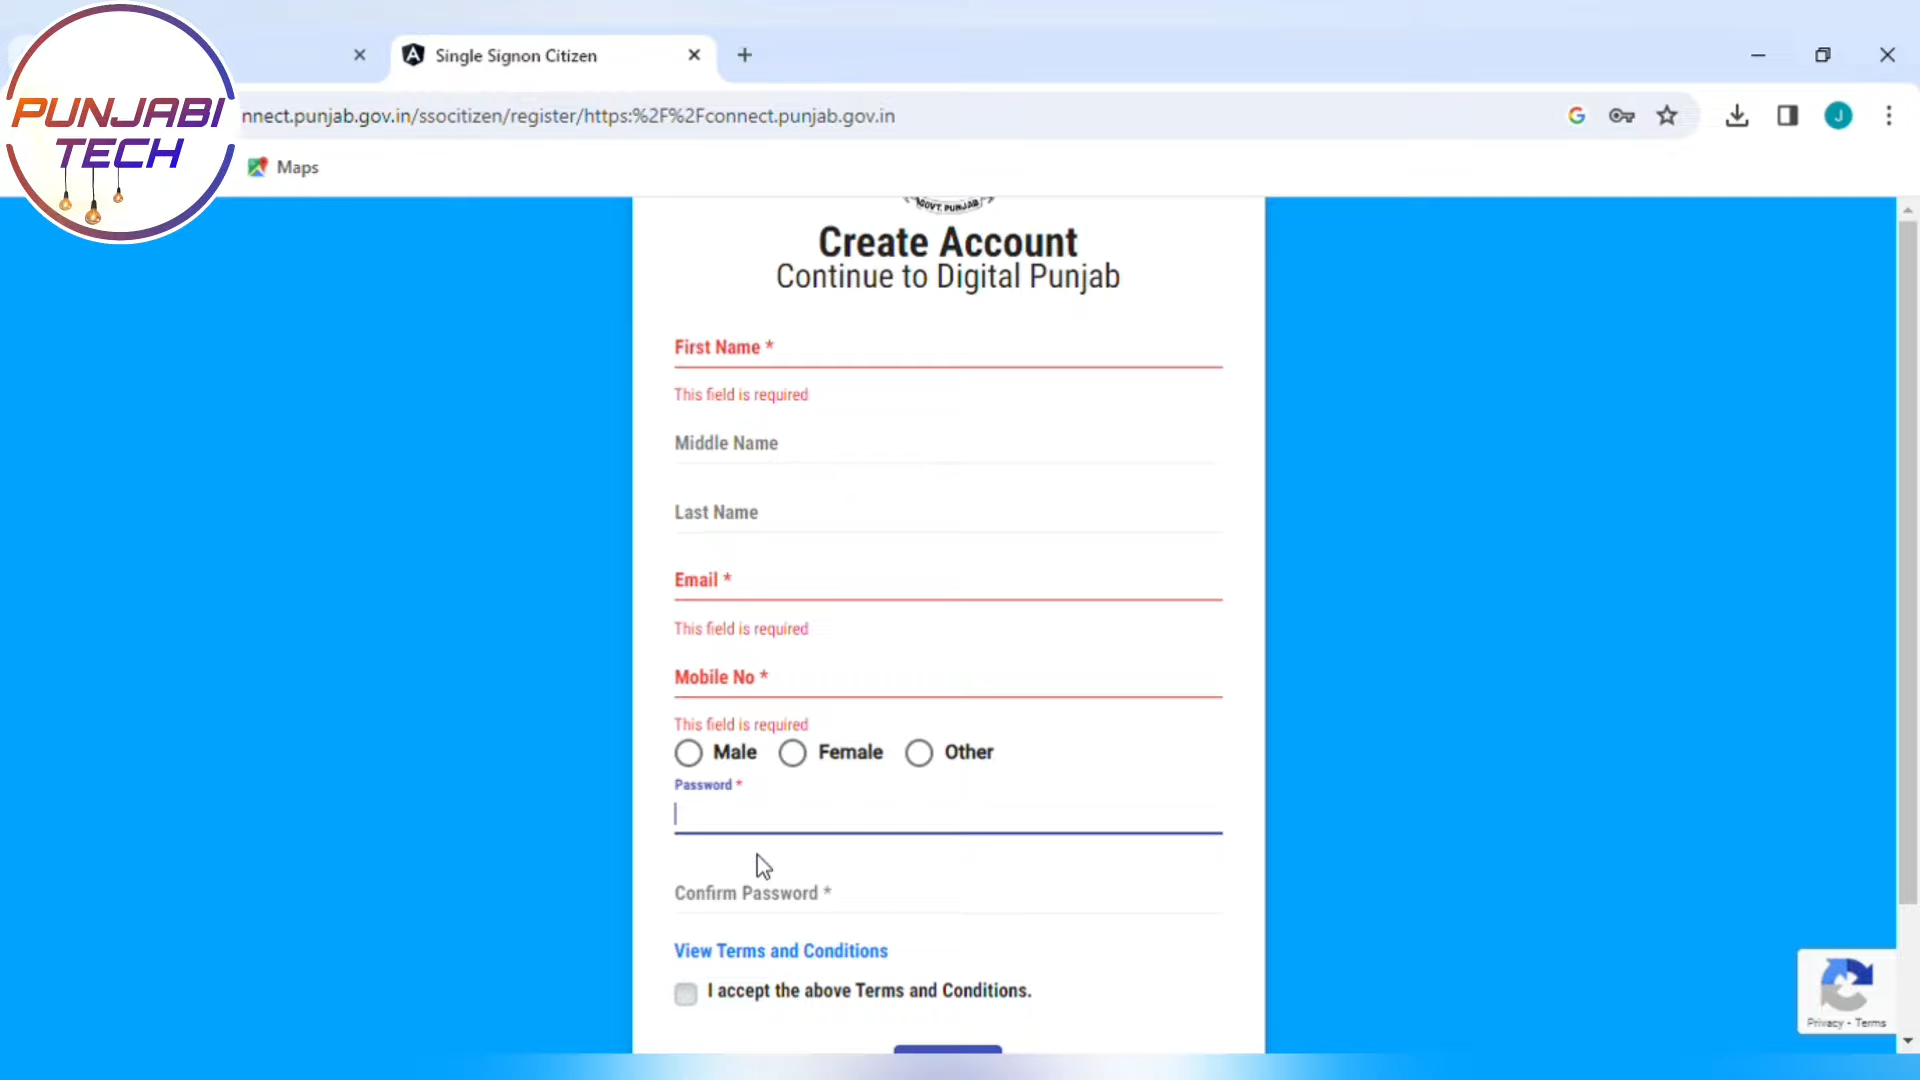 Single Signon Citizen
PUNJABI
TECH
nnect.punjab.gov.in/ssocitizen/register/https:%2F%2Fconnect.punjab.gov.in
J
Maps
GOVT. PUNJAB
Create Account
Continue to Digital Punjab
First Name *
This field is required
Middle Name
Last Name
Email *
This field is required
Mobile No *
This field is required
Male Female Other
Password *
Confirm Password *
View Terms and Conditions
I accept the above Terms and Conditions.
Privacy - Terms